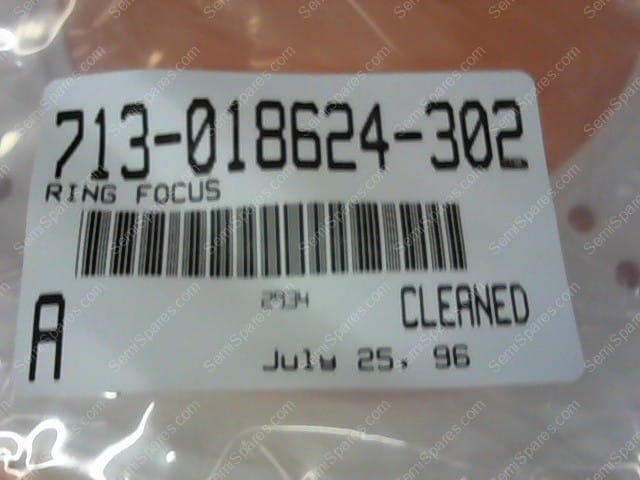 713-018624-302
RING FOCUS
2934
CLEANED
A
July 25, 96
SemiSpares.com